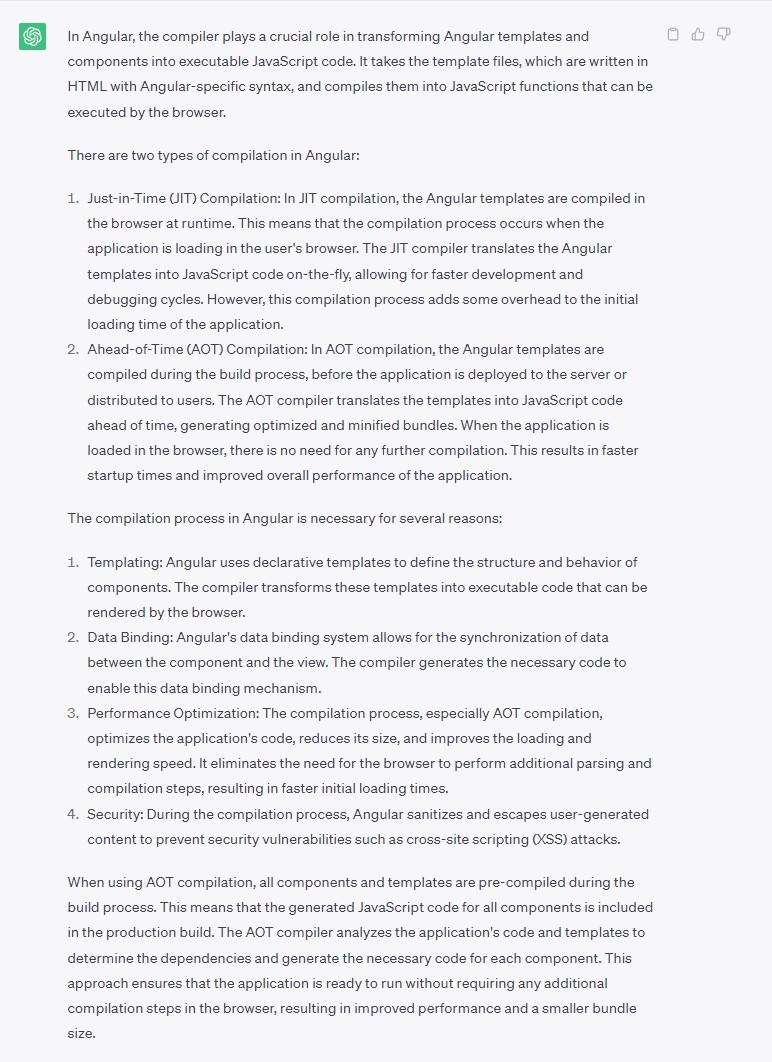 In Angular, the compiler plays a crucial role in transforming Angular templates and
components into executable JavaScript code. It takes the template files, which are written in
HTML with Angular-specific syntax, and compiles them into JavaScript functions that can be
executed by the browser.
There are two types of compilation in Angular:
1. Just-in-Time (JIT) Compilation: In JIT compilation, the Angular templates are compiled in
the browser at runtime. This means that the compilation process occurs when the
application is loading in the user's browser. The JIT compiler translates the Angular
templates into JavaScript code on-the-fly, allowing for faster development and
debugging cycles. However, this compilation process adds some overhead to the initial
loading time of the application.
2. Ahead-of-Time (AOT) Compilation: In AOT compilation, the Angular templates are
compiled during the build process, before the application is deployed to the server or
distributed to users. The AOT compiler translates the templates into JavaScript code
ahead of time, generating optimized and minified bundles. When the application is
loaded in the browser, there is no need for any further compilation. This results in faster
startup times and improved overall performance of the application.
The compilation process in Angular is necessary for several reasons:
1. Templating: Angular uses declarative templates to define the structure and behavior of
components. The compiler transforms these templates into executable code that can be
rendered by the browser.
2. Data Binding: Angular's data binding system allows for the synchronization of data
between the component and the view. The compiler generates the necessary code to
enable this data binding mechanism.
3. Performance Optimization: The compilation process, especially AOT compilation,
optimizes the application's code, reduces its size, and improves the loading and
rendering speed. It eliminates the need for the browser to perform additional parsing and
compilation steps, resulting in faster initial loading times.
4. Security: During the compilation process, Angular sanitizes and escapes user-generated
content to prevent security vulnerabilities such as cross-site scripting (XSS) attacks.
When using AOT compilation, all components and templates are pre-compiled during the
build process. This means that the generated JavaScript code for all components is included
in the production build. The AOT compiler analyzes the application's code and templates to
determine the dependencies and generate the necessary code for each component. This
approach ensures that the application is ready to run without requiring any additional
compilation steps in the browser, resulting in improved performance and a smaller bundle
size.